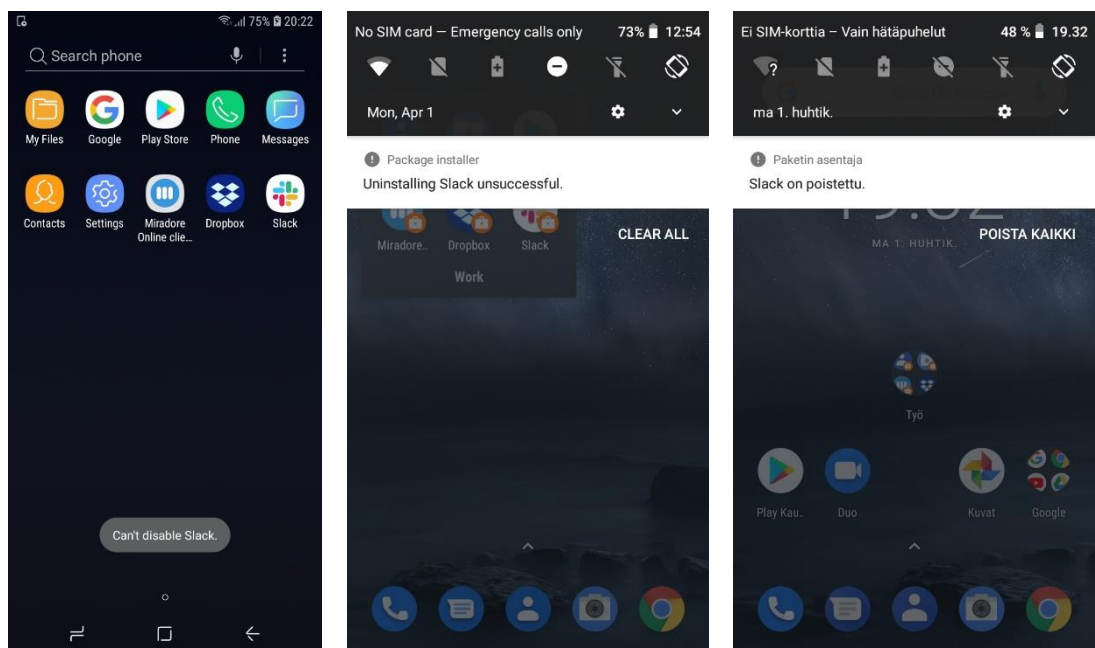 75% 20:22
Search phone
My Files Google Play Store Phone Messages
Contacts Settings Miradore Online clie... Dropbox Slack
Can't disable Slack.
No SIM card — Emergency calls only 73% 12:54
Mon, Apr 1
Package installer
Uninstalling Slack unsuccessful.
CLEAR ALL
Miradore.. Dropbox Slack
Work
Ei SIM-korttia – Vain hätäpuhelut 48 % 19.32
ma 1. huhtik.
Paketin asentaja
Slack on poistettu.
MA 1. HUHTIK.
POISTA KAIKKI
Työ
Play Kau.. Duo Kuvat Google